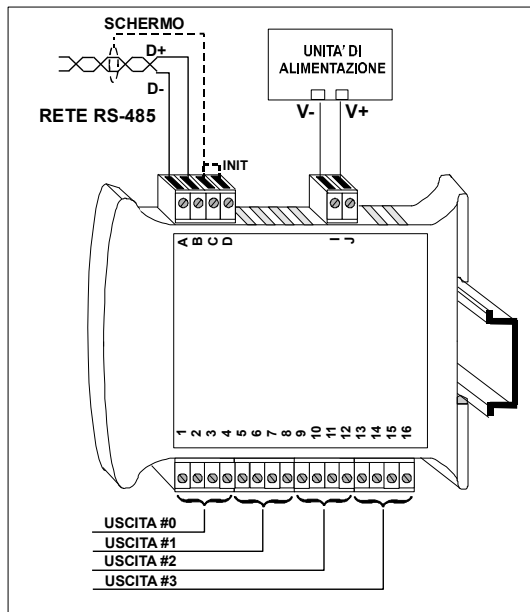 SCHERMO
D+
D-
RETE RS-485
INIT
UNITA' DI
ALIMENTAZIONE
V- V+
A B C D I J
1 2 3 4 5 6 7 8 9 10 11 12 13 14 15 16
USCITA #0
USCITA #1
USCITA #2
USCITA #3